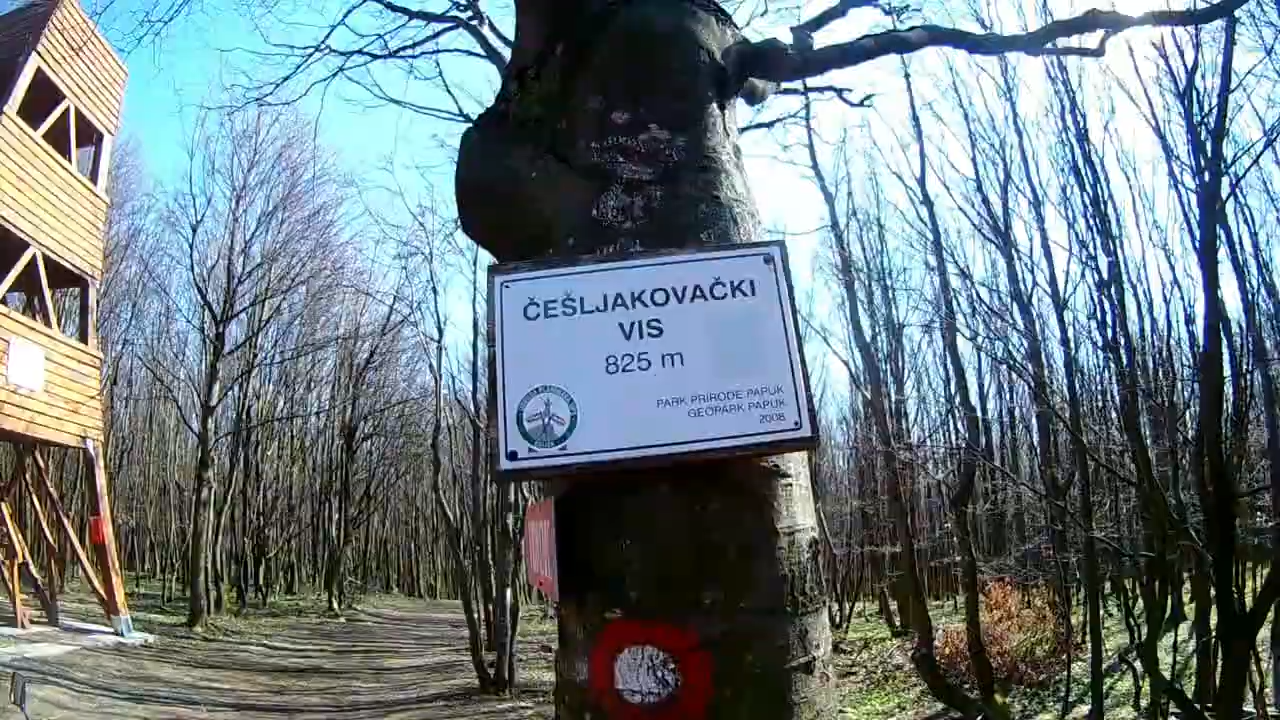 ČEŠLJAKOVAČKI
VIS
825 m
PARK PRIRODE PAPUK
GEOPARK PAPUK
2008.